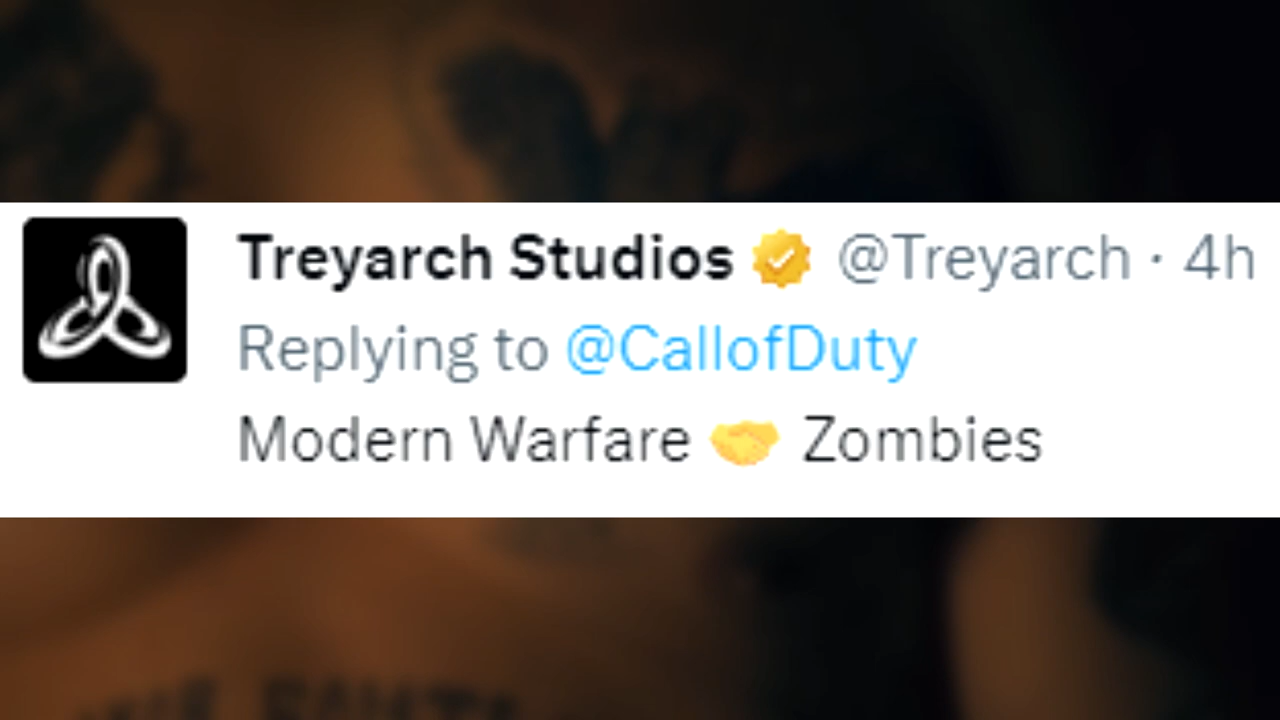 Treyarch Studios @Treyarch · 4h
Replying to @CallofDuty
Modern Warfare 🤝 Zombies